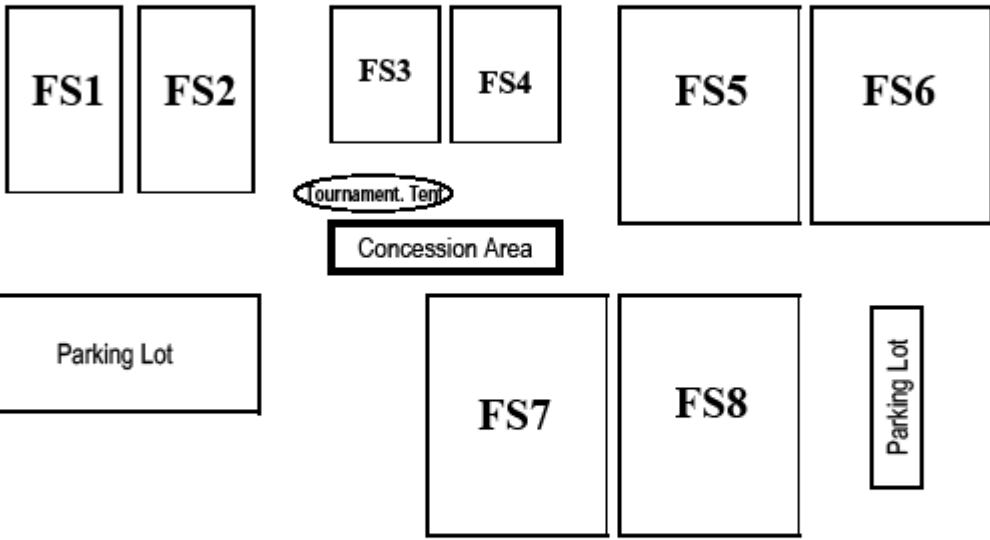 FS1
FS2
FS3
FS4
FS5
FS6
Tournament. Tent
Concession Area
Parking Lot
FS7
FS8
Parking Lot